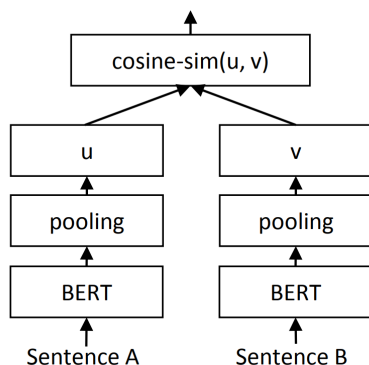 cosine-sim(u, v)
u
v
pooling
pooling
BERT
BERT
Sentence A
Sentence B